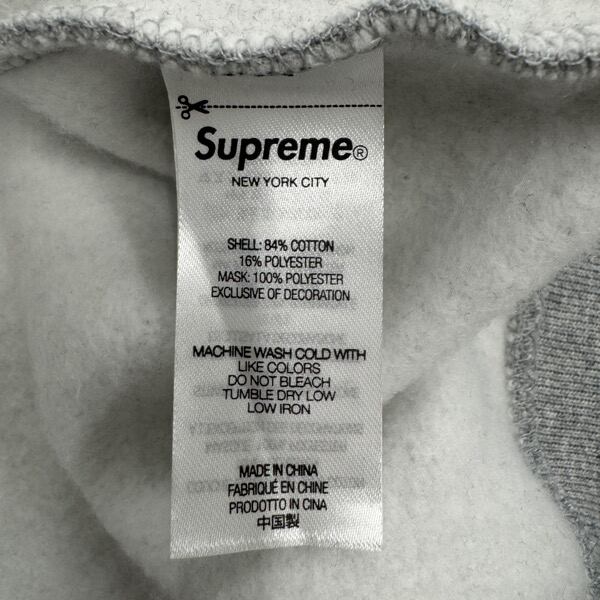 Supreme®
NEW YORK CITY
SHELL: 84% COTTON
16% POLYESTER
MASK: 100% POLYESTER
EXCLUSIVE OF DECORATION
MACHINE WASH COLD WITH
LIKE COLORS
DO NOT BLEACH
TUMBLE DRY LOW
LOW IRON
MADE IN CHINA
FABRIQUÉ EN CHINE
PRODOTTO IN CINA
中国製